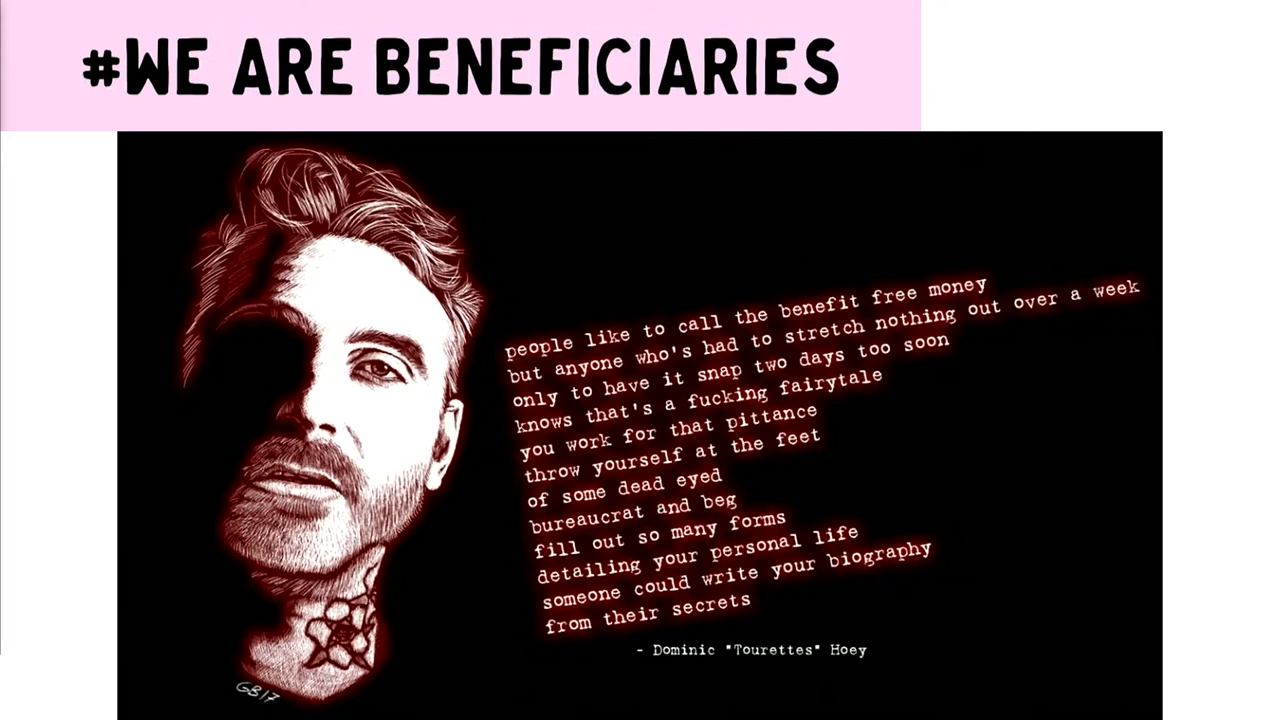 #WE ARE BENEFICIARIES
people like to call the benefit free money
but anyone who's had to stretch nothing out over a week
only to have it snap two days too soon
knows that's a fucking fairytale
you work for that pittance
throw yourself at the feet
of some dead eyed
bureaucrat and beg
fill out so many forms
detailing your personal life
someone could write your biography
from their secrets
- Dominic "Tourettes" Hoey
GB17